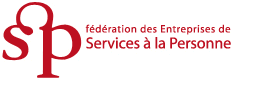 sp
fédération des Entreprises de
Services à la Personne